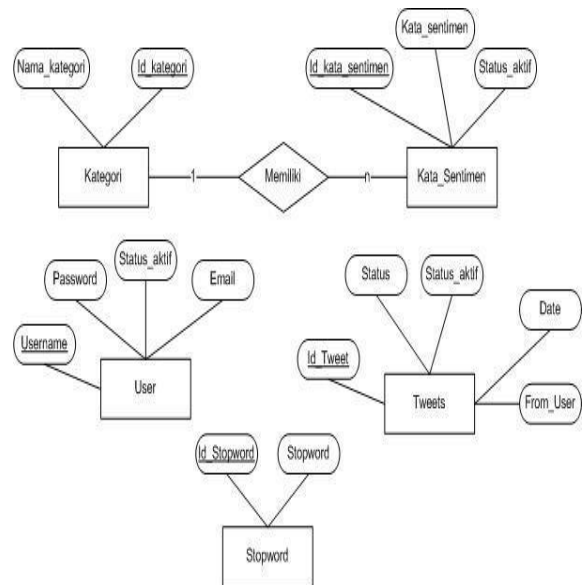 Kata_sentimen
Nama_kategori
Id_kategori
Id_kata_sentimen
Status_aktif
Kategori
1
Memiliki
n
Kata_Sentimen
Status_aktif
Password
Email
Username
User
Status
Status_aktif
Date
Id_Tweet
Tweets
From_User
Id_Stopword
Stopword
Stopword